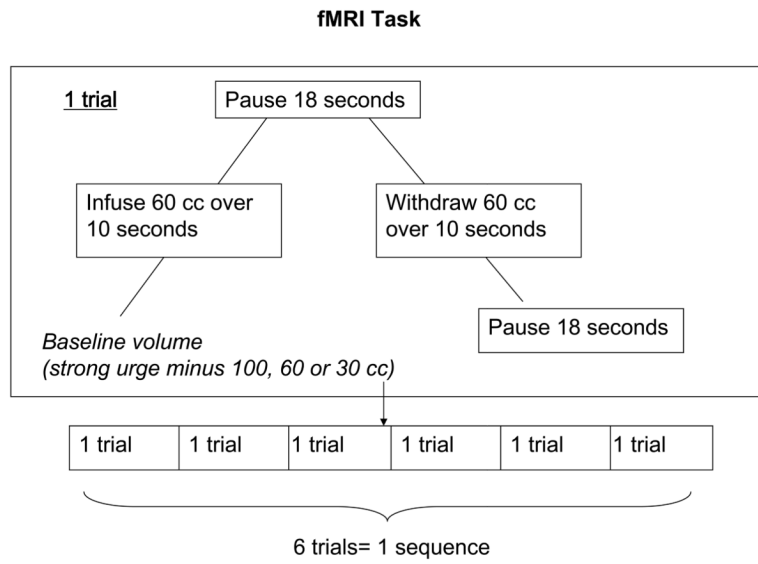 fMRI Task
1 trial
Pause 18 seconds
Infuse 60 cc over
10 seconds
Withdraw 60 cc
over 10 seconds
Pause 18 seconds
Baseline volume
(strong urge minus 100, 60 or 30 cc)
1 trial
1 trial
1 trial
1 trial
1 trial
1 trial
6 trials= 1 sequence